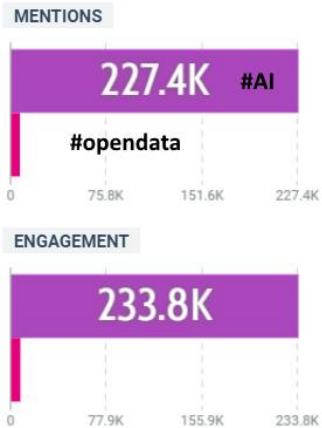 MENTIONS
227.4K #AI
#opendata
0 75.8K 151.6K 227.4K
ENGAGEMENT
233.8K
0 77.9K 155.9K 233.8K